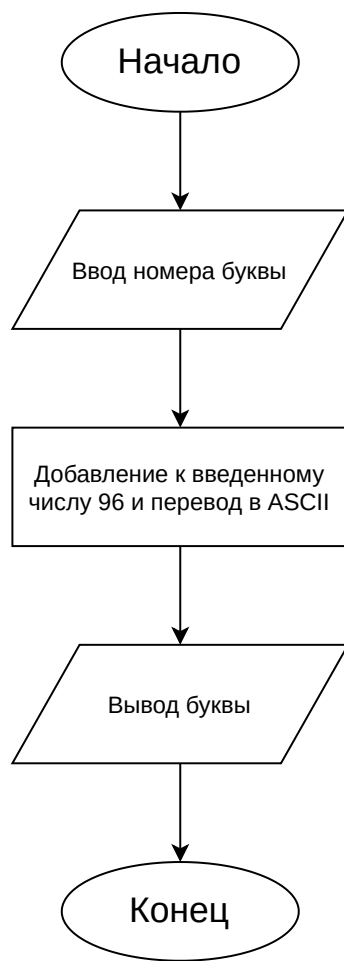 Начало
Ввод номера буквы
Добавление к введенному
числу 96 и перевод в ASCII
Вывод буквы
Конец